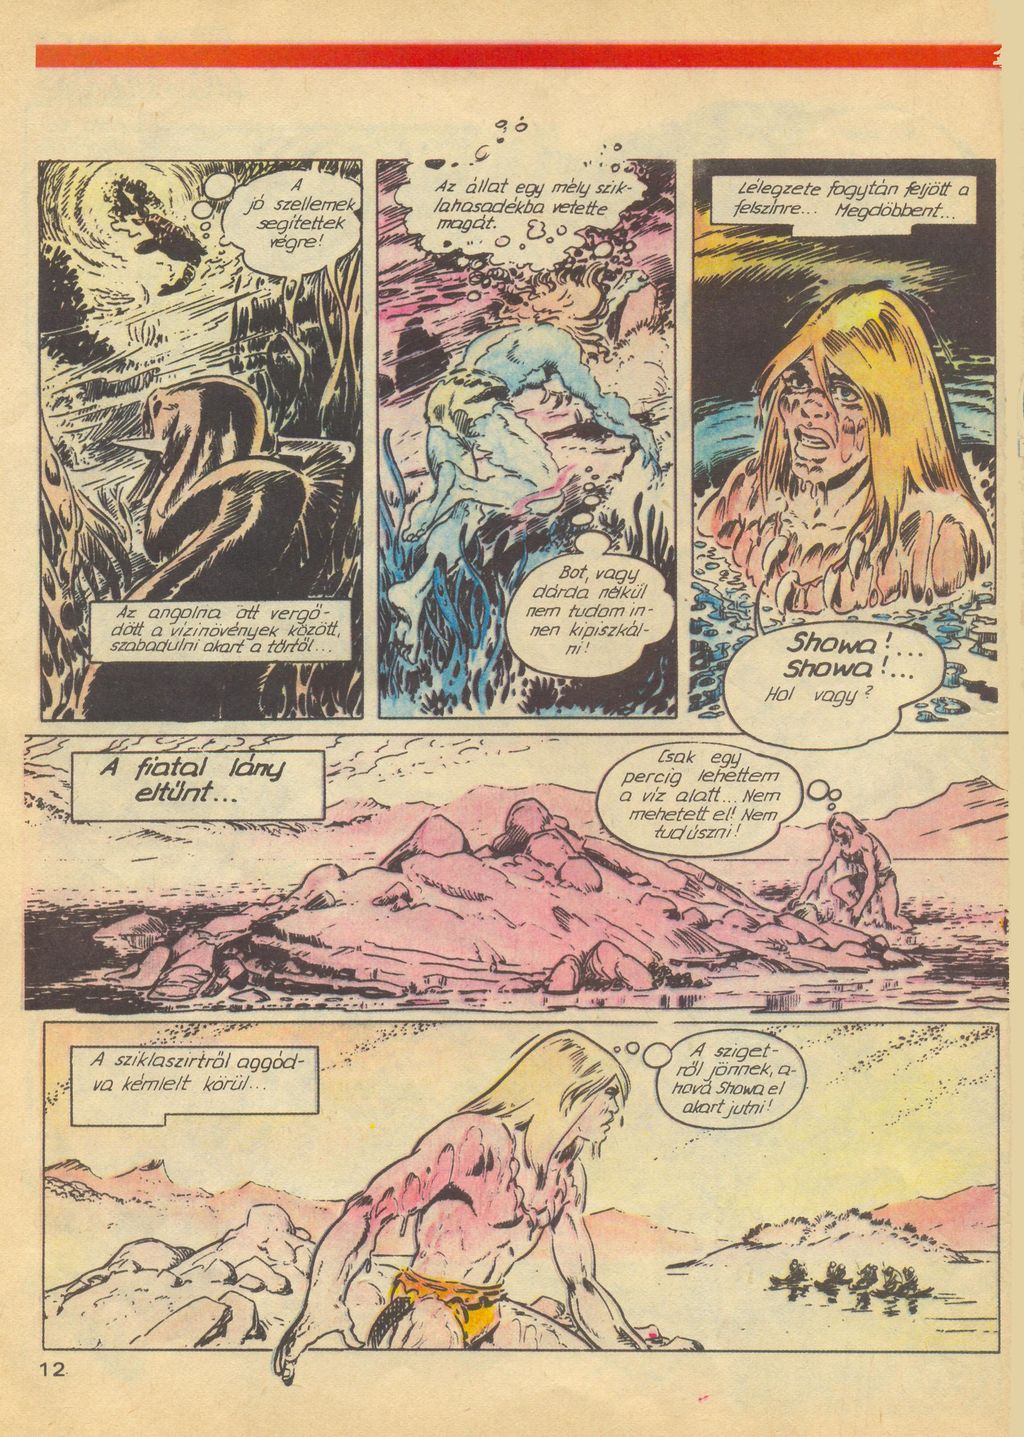 A
jó szellemek
segítettek
végre!
Az angolna ott vergő-
dött a vizinövények között,
szabadulni akart a tőrtől...
Az állat egy mély szik-
lahasadékba vetette
magát.
Bot, vagy
dárda nélkül
nem tudom in-
nen kipiszkál-
ni!
Lélegzete fogytán feljött a
felszínre... Megdöbbent...
Showa!...
Showa!...
Hol vagy?
A fiatal lány
eltűnt...
Csak egy
percig lehettem
a víz alatt... Nem
mehetett el! Nem
tud úszni!
A sziklaszirtről aggód-
va kémlelt körül...
A sziget-
ről jönnek, a-
hová Showa el
akart jutni!
12